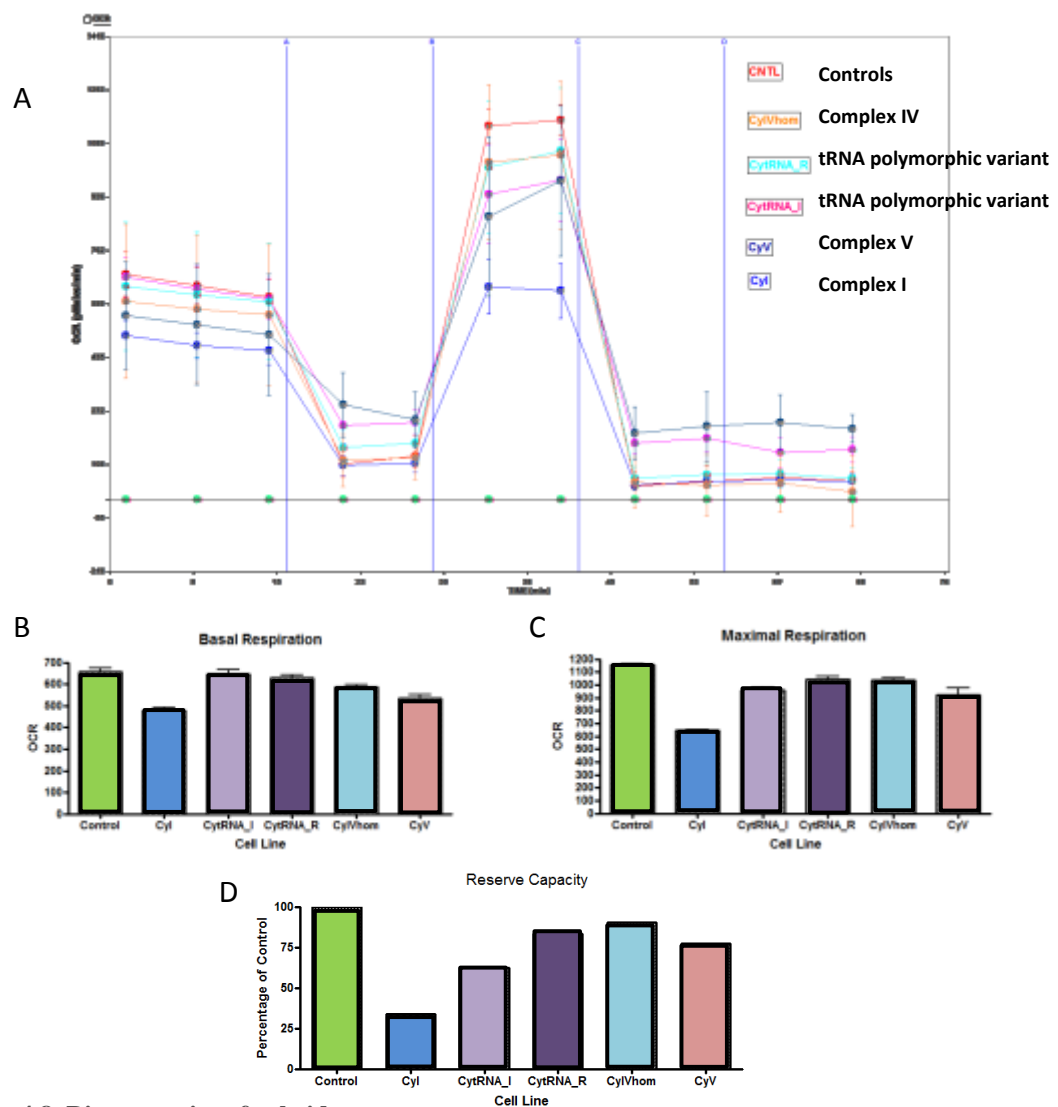 A
A
B
C
D
CNTL Controls
CyIVhom Complex IV
CytRNA_R tRNA polymorphic variant
CytRNA_I tRNA polymorphic variant
CyV Complex V
CyI Complex I
TIME (min)
B
Basal Respiration
700
600
500
400
300
200
100
0
OCR
Control CyI CytRNA_I CytRNA_R CyIVhom CyV
Cell Line
C
Maximal Respiration
1200
1100
1000
900
800
700
600
500
400
300
200
100
0
OCR
Control CyI CytRNA_I CytRNA_R CyIVhom CyV
Cell Line
D
Reserve Capacity
100
75
50
25
0
Percentage of Control
Control CyI CytRNA_I CytRNA_R CyIVhom CyV
Cell Line